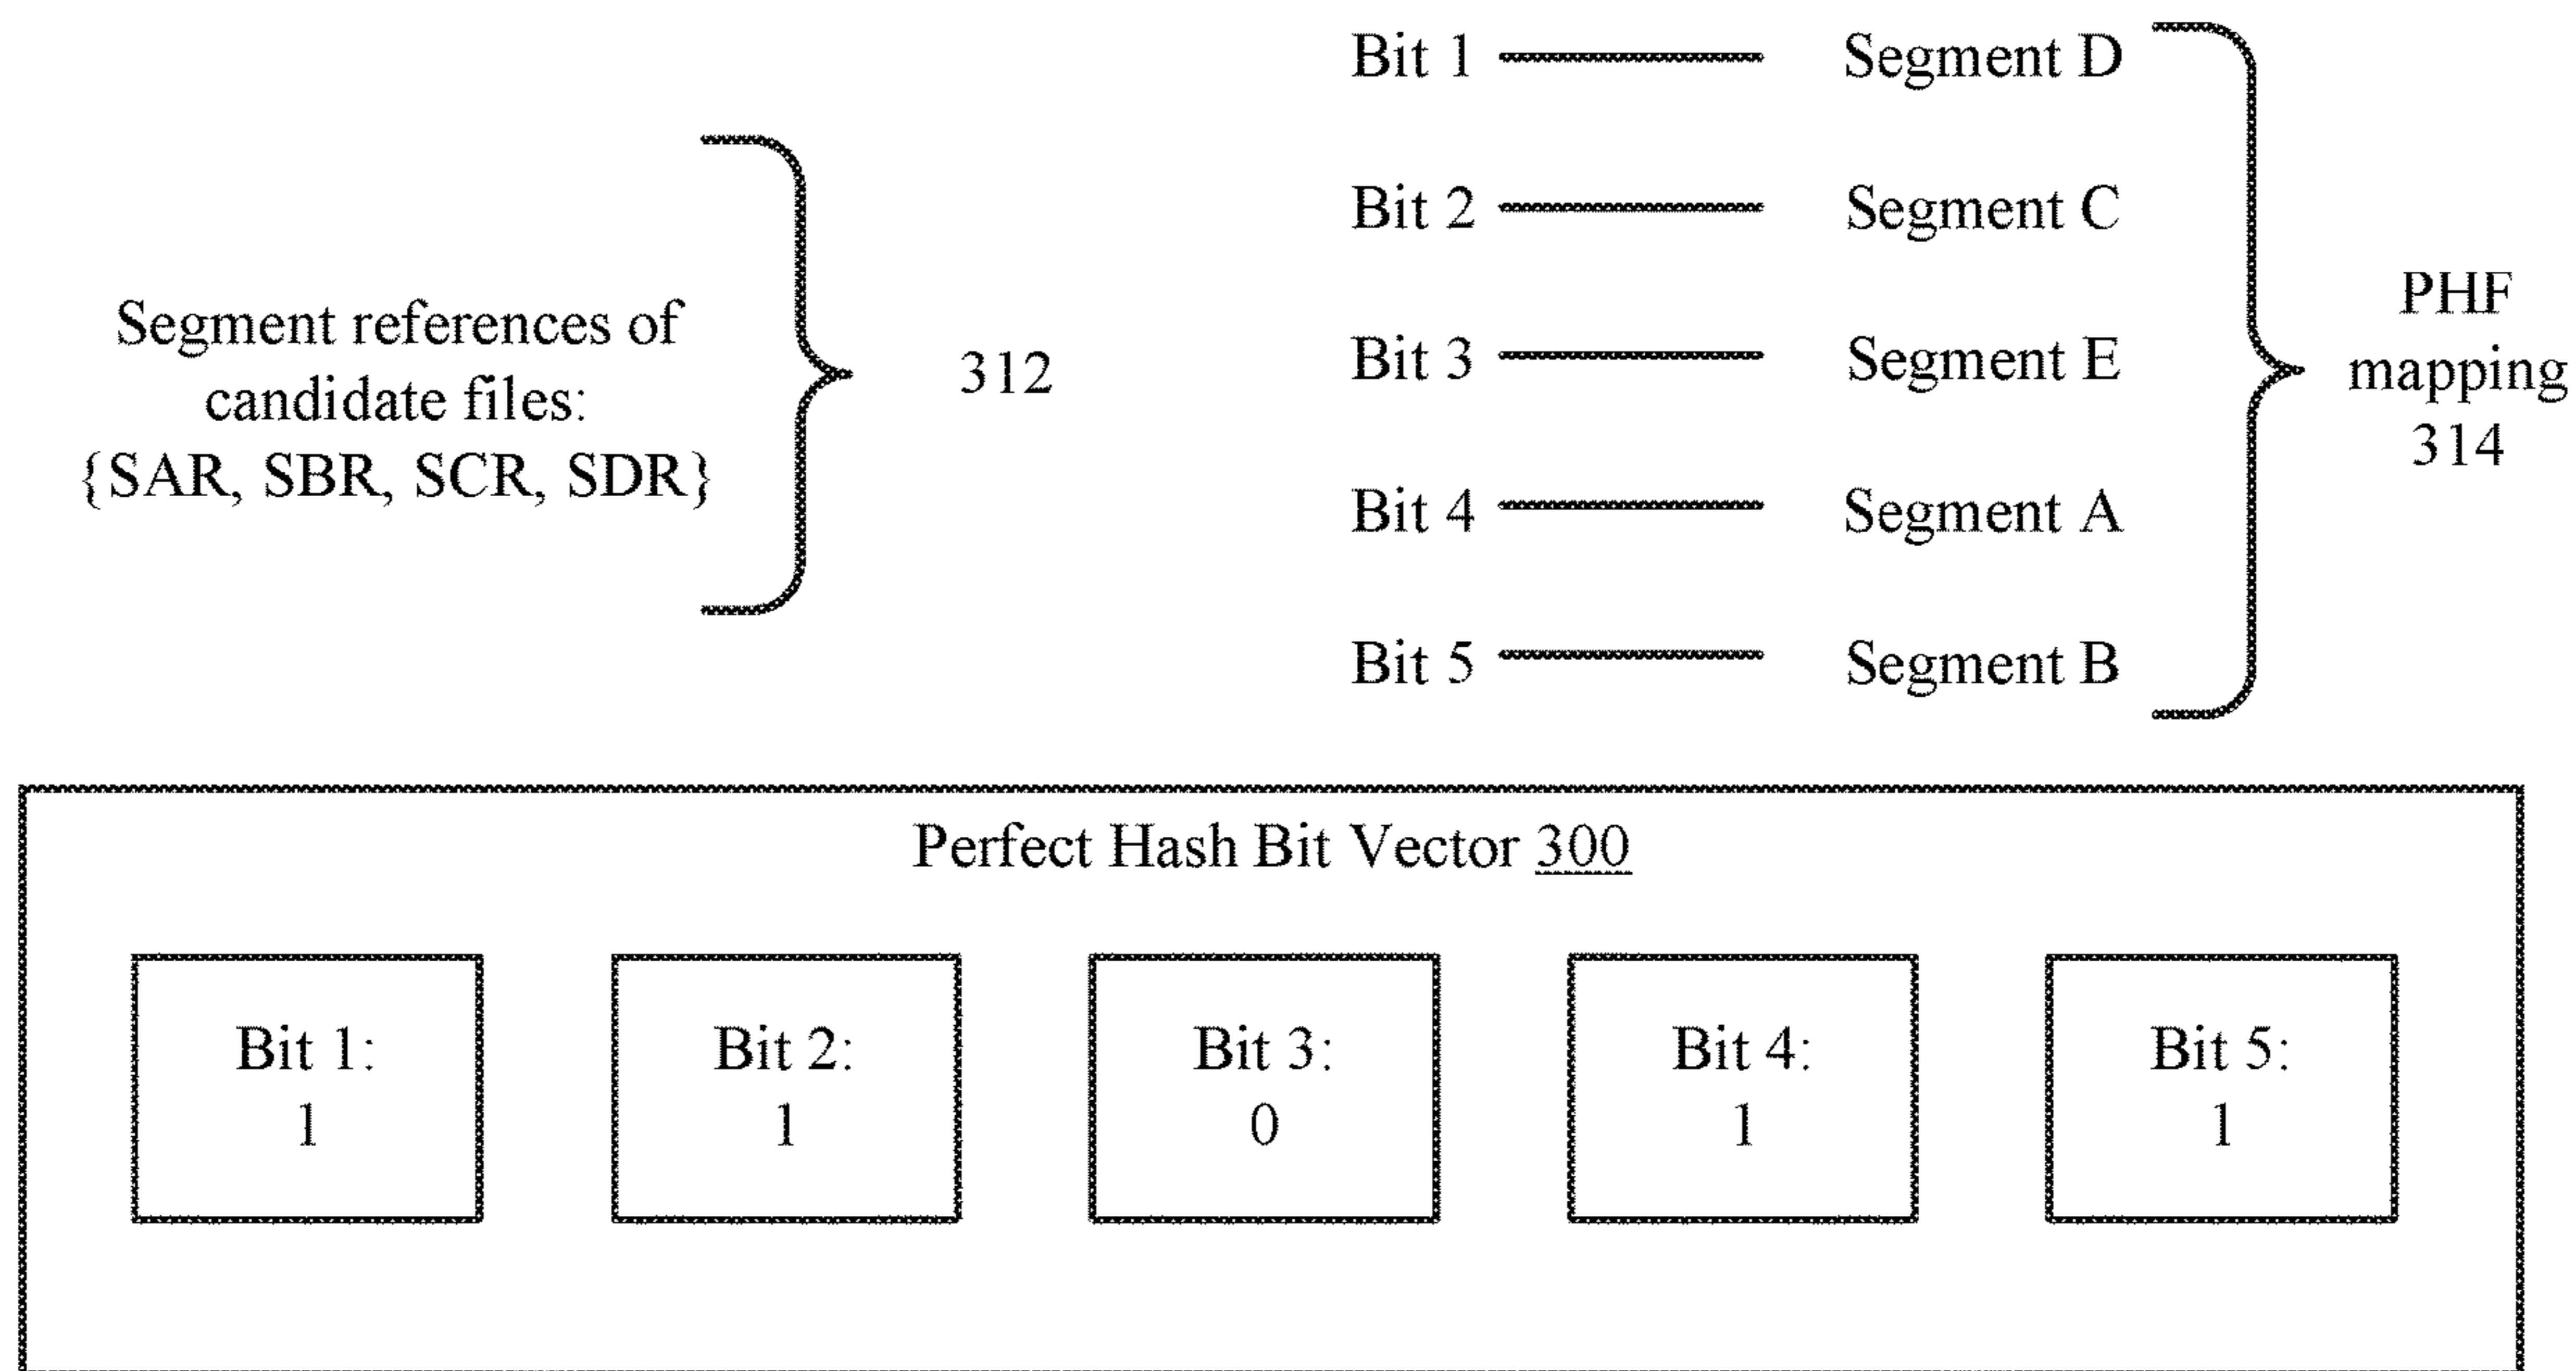 Segment references of
candidate files:
{SAR, SBR, SCR, SDR}
312
Bit 1 Segment D
Bit 2 Segment C
Bit 3 Segment E
Bit 4 Segment A
Bit 5 Segment B
PHF
mapping
314
Perfect Hash Bit Vector 300
Bit 1:
1
Bit 2:
1
Bit 3:
0
Bit 4:
1
Bit 5:
1